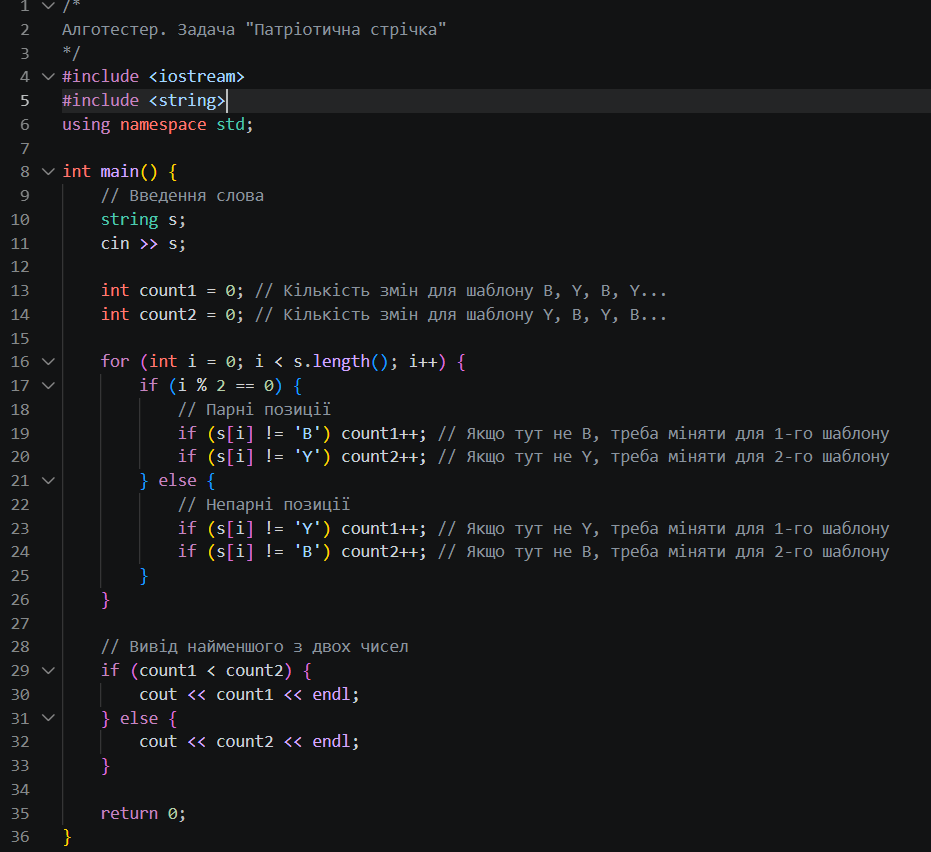 1 /*
2 Алготестер. Задача "Патріотична стрічка"
3 */
4 #include <iostream>
5 #include <string>
6 using namespace std;
7
8 int main() {
9     // Введення слова
10     string s;
11     cin >> s;
12
13     int count1 = 0; // Кількість змін для шаблону B, Y, B, Y...
14     int count2 = 0; // Кількість змін для шаблону Y, B, Y, B...
15
16     for (int i = 0; i < s.length(); i++) {
17         if (i % 2 == 0) {
18             // Парні позиції
19             if (s[i] != 'B') count1++; // Якщо тут не B, треба міняти для 1-го шаблону
20             if (s[i] != 'Y') count2++; // Якщо тут не Y, треба міняти для 2-го шаблону
21         } else {
22             // Непарні позиції
23             if (s[i] != 'Y') count1++; // Якщо тут не Y, треба міняти для 1-го шаблону
24             if (s[i] != 'B') count2++; // Якщо тут не B, треба міняти для 2-го шаблону
25         }
26     }
27
28     // Вивід найменшого з двох чисел
29     if (count1 < count2) {
30         cout << count1 << endl;
31     } else {
32         cout << count2 << endl;
33     }
34
35     return 0;
36 }